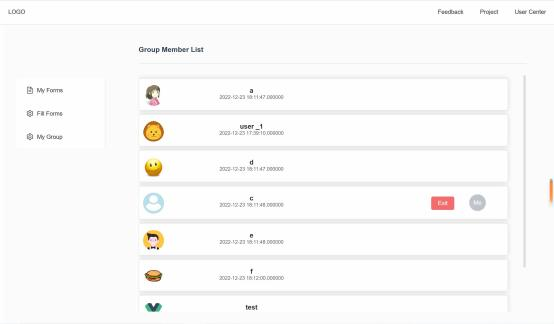 LOGO
Feedback
Project
User Center
Group Member List
My Forms
Fill Forms
My Group
a
2022-12-23 18:11:47.000000
user_1
2022-12-23 17:39:10.000000
d
2022-12-23 18:11:47.000000
c
2022-12-23 18:11:48.000000
Exit
Me
e
2022-12-23 18:11:48.000000
f
2022-12-23 18:12:00.000000
test